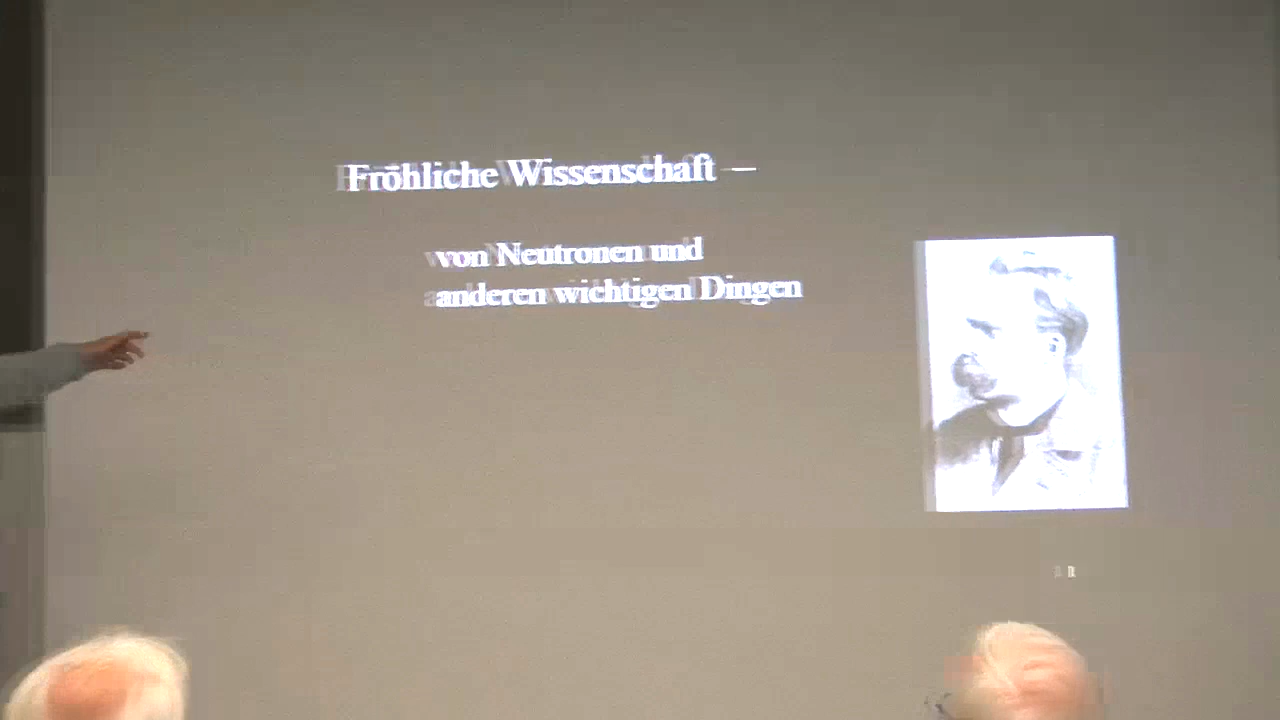 Fröhliche Wissenschaft –
von Neutronen und
anderen wichtigen Dingen